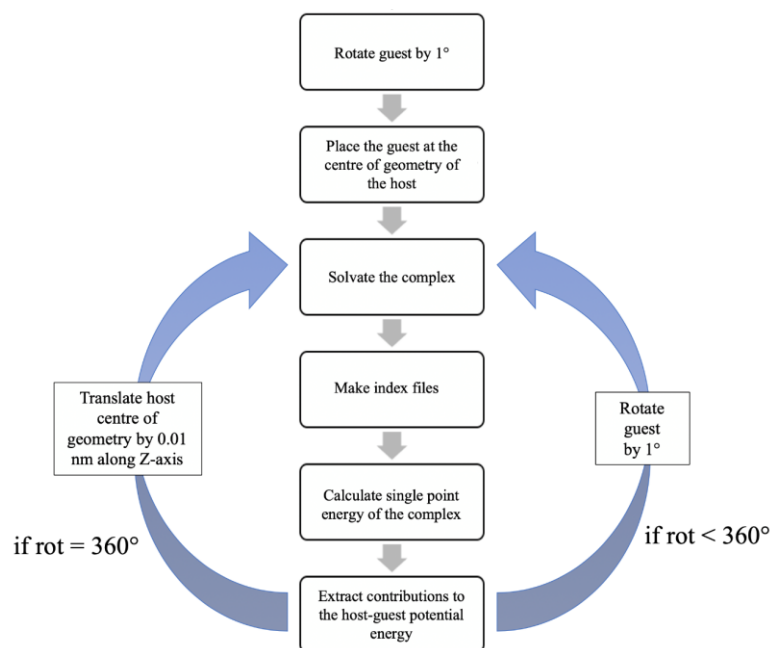 Rotate guest by 1°
Place the guest at the
centre of geometry of
the host
Solvate the complex
Make index files
Calculate single point
energy of the complex
Extract contributions to
the host-guest potential
energy
Translate host
centre of
geometry by 0.01
nm along Z-axis
if rot = 360°
Rotate
guest
by 1°
if rot < 360°